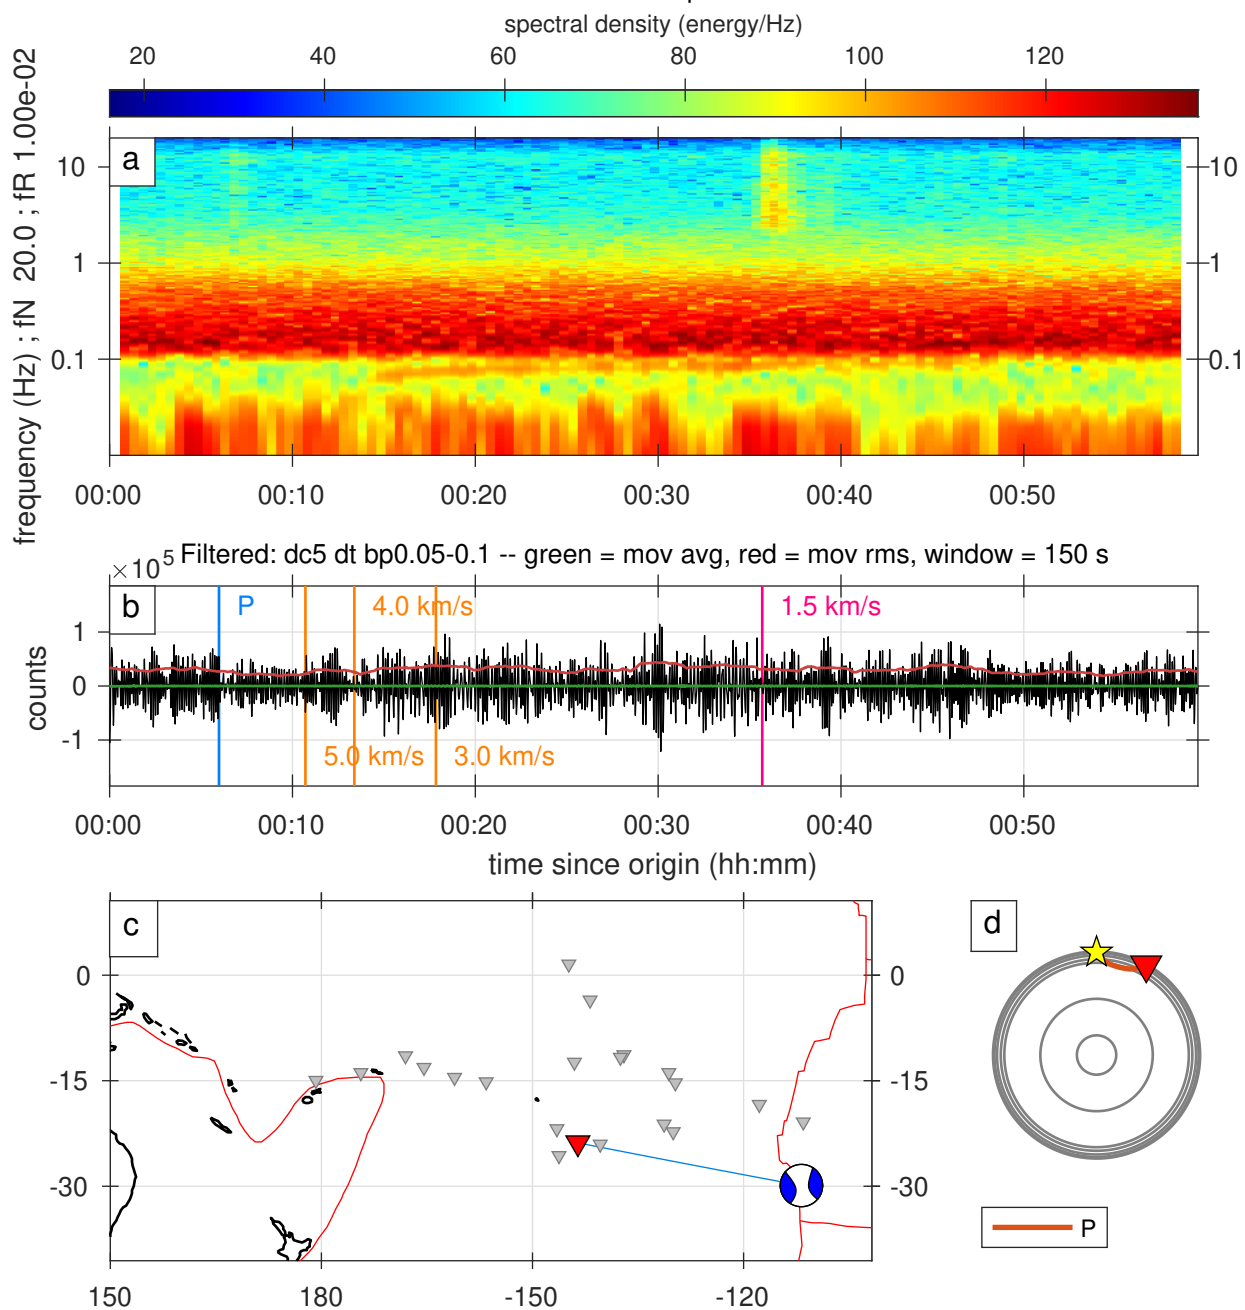 spectral density (energy/Hz)
20 40 60 80 100 120
frequency (Hz) ; fN 20.0 ; fR 1.00e-02
a
10 10
1 1
0.1 0.1
00:00 00:10 00:20 00:30 00:40 00:50
×10^5 Filtered: dc5 dt bp0.05-0.1 -- green = mov avg, red = mov rms, window = 150 s
b
P 4.0 km/s 1.5 km/s
counts
1
0
-1
5.0 km/s 3.0 km/s
00:00 00:10 00:20 00:30 00:40 00:50
time since origin (hh:mm)
c
d
0 0
-15 -15
-30 -30
P
150 180 -150 -120